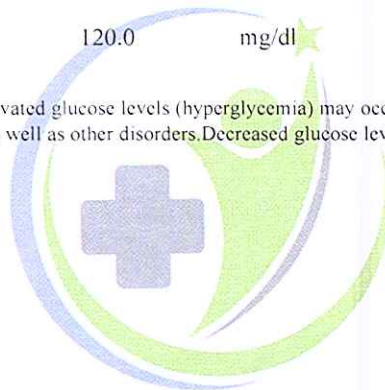 120.0 mg/dl
vated glucose levels (hyperglycemia) may occ
well as other disorders.Decreased glucose lev